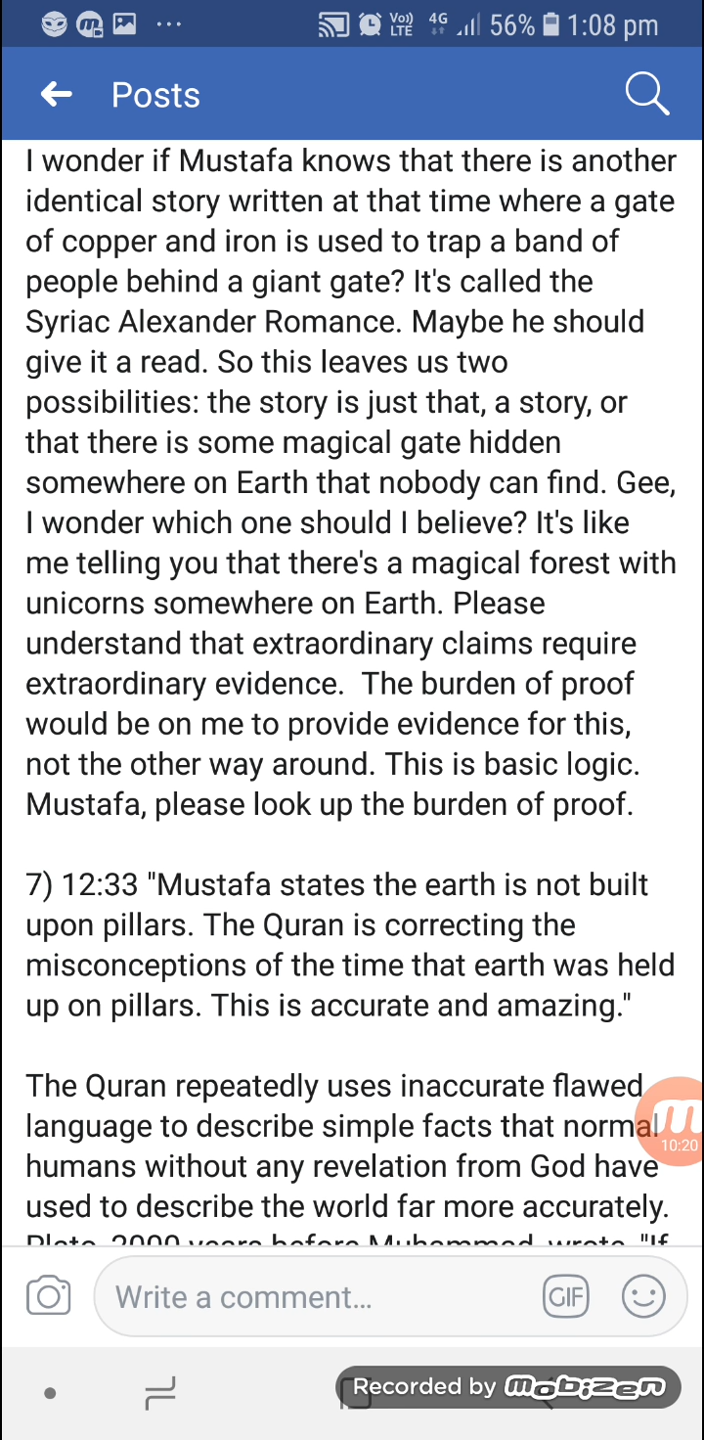 Vo))
LTE
4G
56%
1:08 pm
Posts
I wonder if Mustafa knows that there is another
identical story written at that time where a gate
of copper and iron is used to trap a band of
people behind a giant gate? It's called the
Syriac Alexander Romance. Maybe he should
give it a read. So this leaves us two
possibilities: the story is just that, a story, or
that there is some magical gate hidden
somewhere on Earth that nobody can find. Gee,
I wonder which one should I believe? It's like
me telling you that there's a magical forest with
unicorns somewhere on Earth. Please
understand that extraordinary claims require
extraordinary evidence.  The burden of proof
would be on me to provide evidence for this,
not the other way around. This is basic logic.
Mustafa, please look up the burden of proof.
7) 12:33 "Mustafa states the earth is not built
upon pillars. The Quran is correcting the
misconceptions of the time that earth was held
up on pillars. This is accurate and amazing."
The Quran repeatedly uses inaccurate flawed
language to describe simple facts that normal
10:20
humans without any revelation from God have
used to describe the world far more accurately.
Plato, 2000 years before Muhammad, wrote, "If
Write a comment...
GIF
Recorded by mobizen